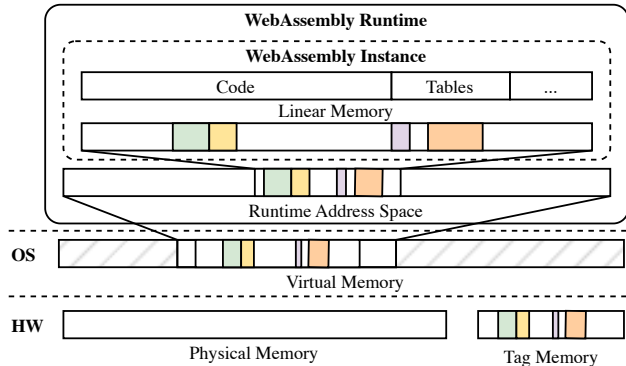 WebAssembly Runtime
WebAssembly Instance
Code
Tables
...
Linear Memory
Runtime Address Space
OS
Virtual Memory
HW
Physical Memory
Tag Memory